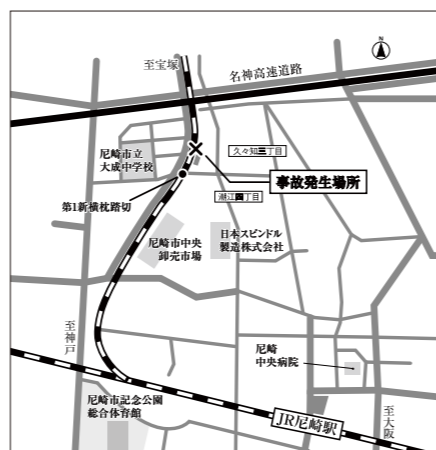 N
至宝塚
名神高速道路
尼崎市立
大成中学校
久々知三丁目
事故発生場所
潮江四丁目
第1新横枕踏切
尼崎市中央
卸売市場
日本スピンドル
製造株式会社
至神戸
尼崎
中央病院
尼崎市記念公園
総合体育館
JR尼崎駅
至大阪